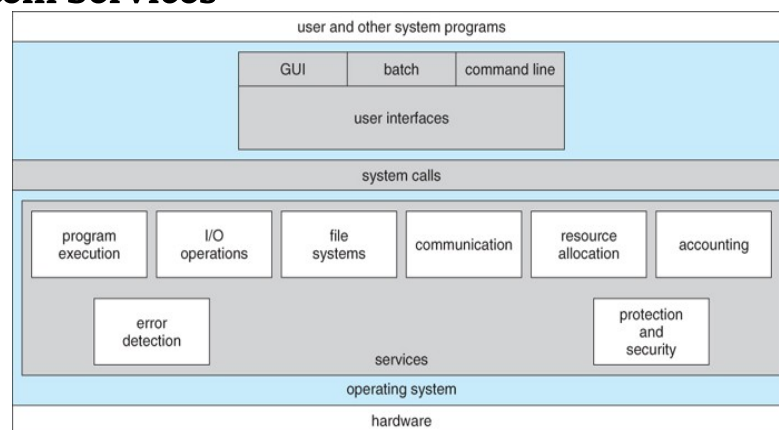 user and other system programs
GUI batch command line
user interfaces
system calls
program execution
I/O operations
file systems
communication
resource allocation
accounting
error detection
protection and security
services
operating system
hardware